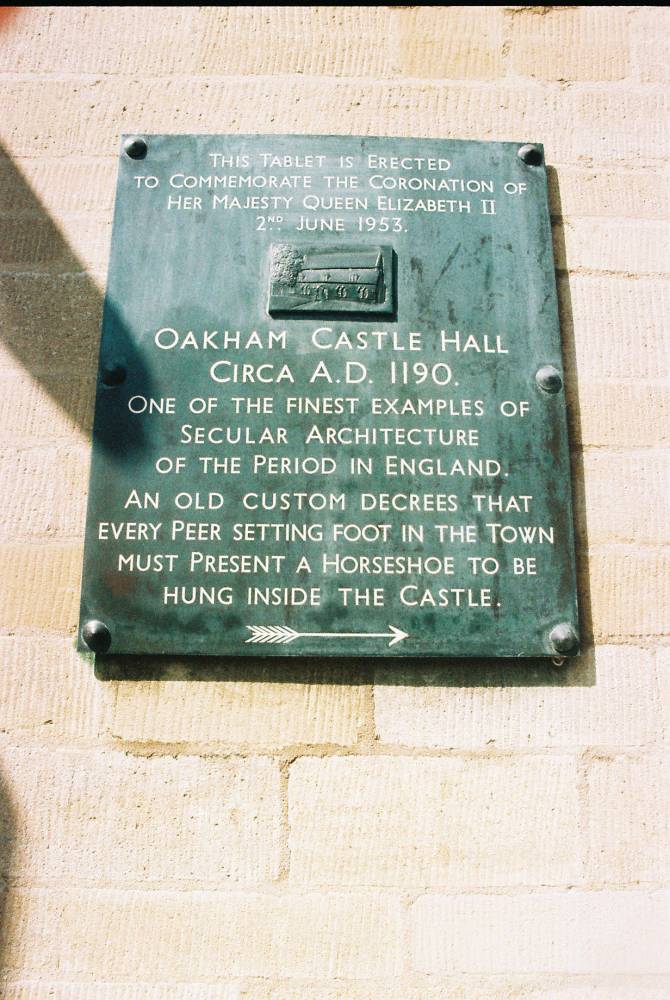 This Tablet is Erected
to Commemorate the Coronation of
Her Majesty Queen Elizabeth II
2ND June 1953.
Oakham Castle Hall
Circa A.D. 1190.
One of the finest examples of
Secular Architecture
of the Period in England.
An old custom decrees that
every Peer setting foot in the Town
must Present a Horseshoe to be
hung inside the Castle.